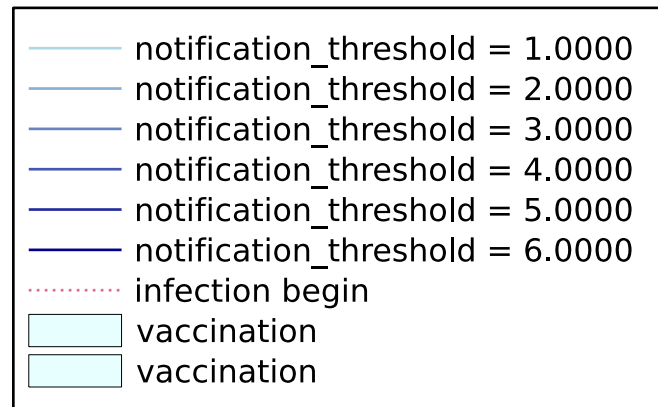 notification_threshold = 1.0000
notification_threshold = 2.0000
notification_threshold = 3.0000
notification_threshold = 4.0000
notification_threshold = 5.0000
notification_threshold = 6.0000
infection begin
vaccination
vaccination